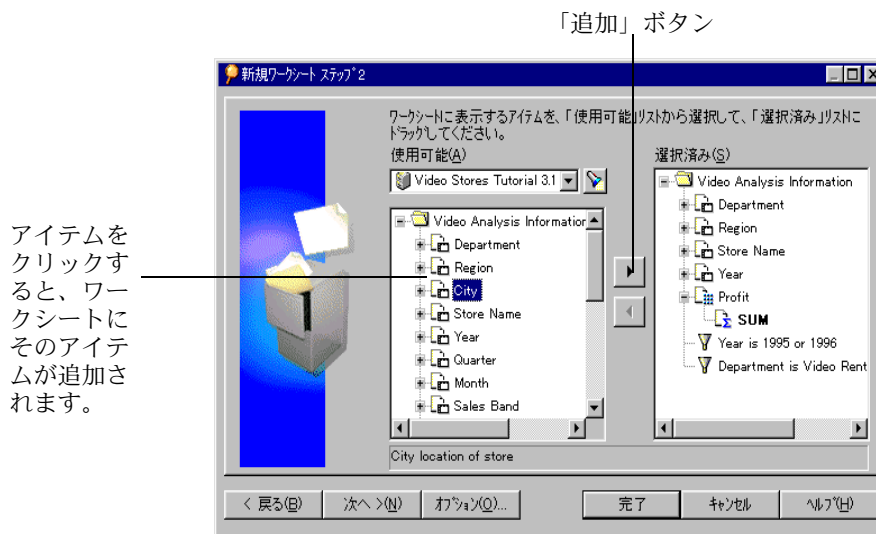 「追加」ボタン
新規ワークシート ステップ2
ワークシートに表示するアイテムを、「使用可能」リストから選択して、「選択済み」リストに
ドラッグしてください。
使用可能(A)
Video Stores Tutorial 3.1
Video Analysis Information
Department
Region
City
Store Name
Year
Quarter
Month
Sales Band
City location of store
選択済み(S)
Video Analysis Information
Department
Region
Store Name
Year
Profit
SUM
Year is 1995 or 1996
Department is Video Rent
アイテムを
クリックす
ると、ワー
クシートに
そのアイテ
ムが追加さ
れます。
< 戻る(B)
次へ >(N)
オプション(O)...
完了
キャンセル
ヘルプ(H)